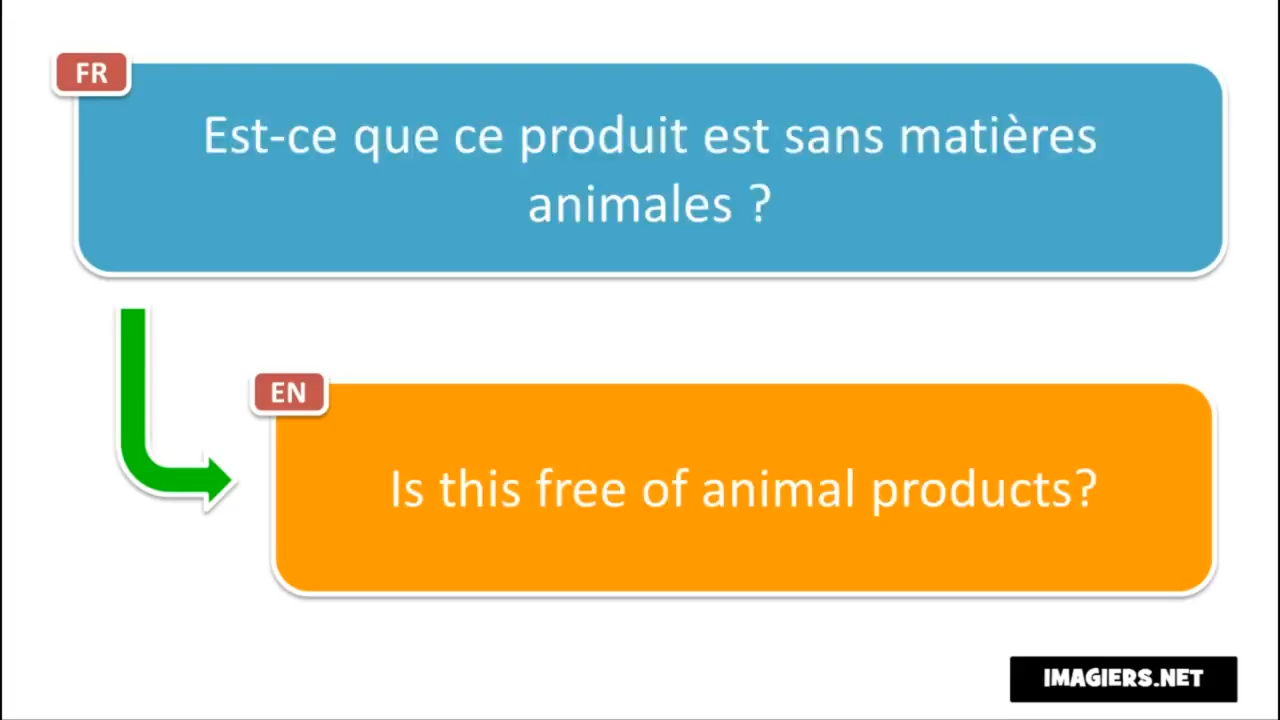 FR
Est-ce que ce produit est sans matières
animales ?
EN
Is this free of animal products?
IMAGIERS.NET